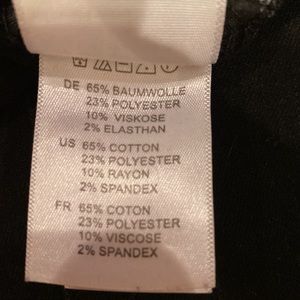 DE 65% BAUMWOLLE
23% POLYESTER
10% VISKOSE
2% ELASTHAN
US 65% COTTON
23% POLYESTER
10% RAYON
2% SPANDEX
FR 65% COTON
23% POLYESTER
10% VISCOSE
2% SPANDEX